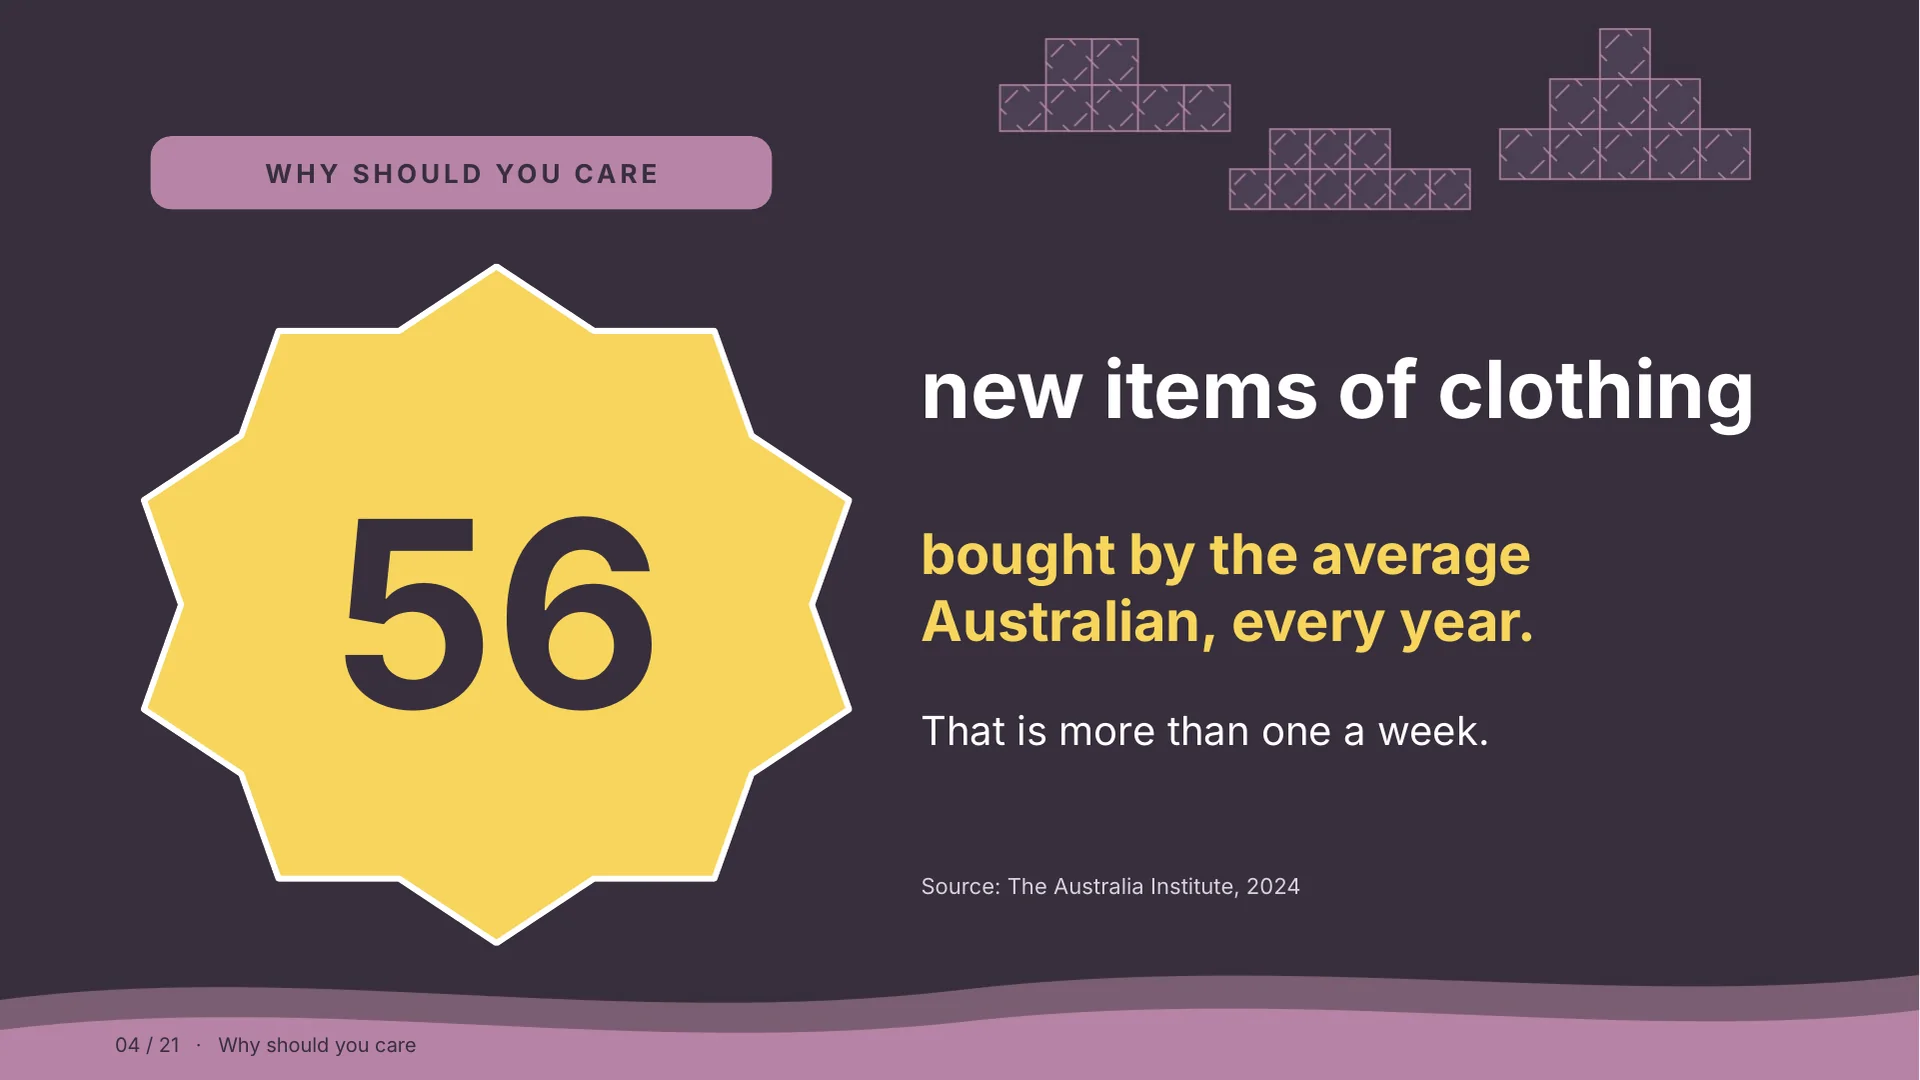 WHY SHOULD YOU CARE
56
new items of clothing
bought by the average
Australian, every year.
That is more than one a week.
Source: The Australia Institute, 2024
04 / 21 · Why should you care